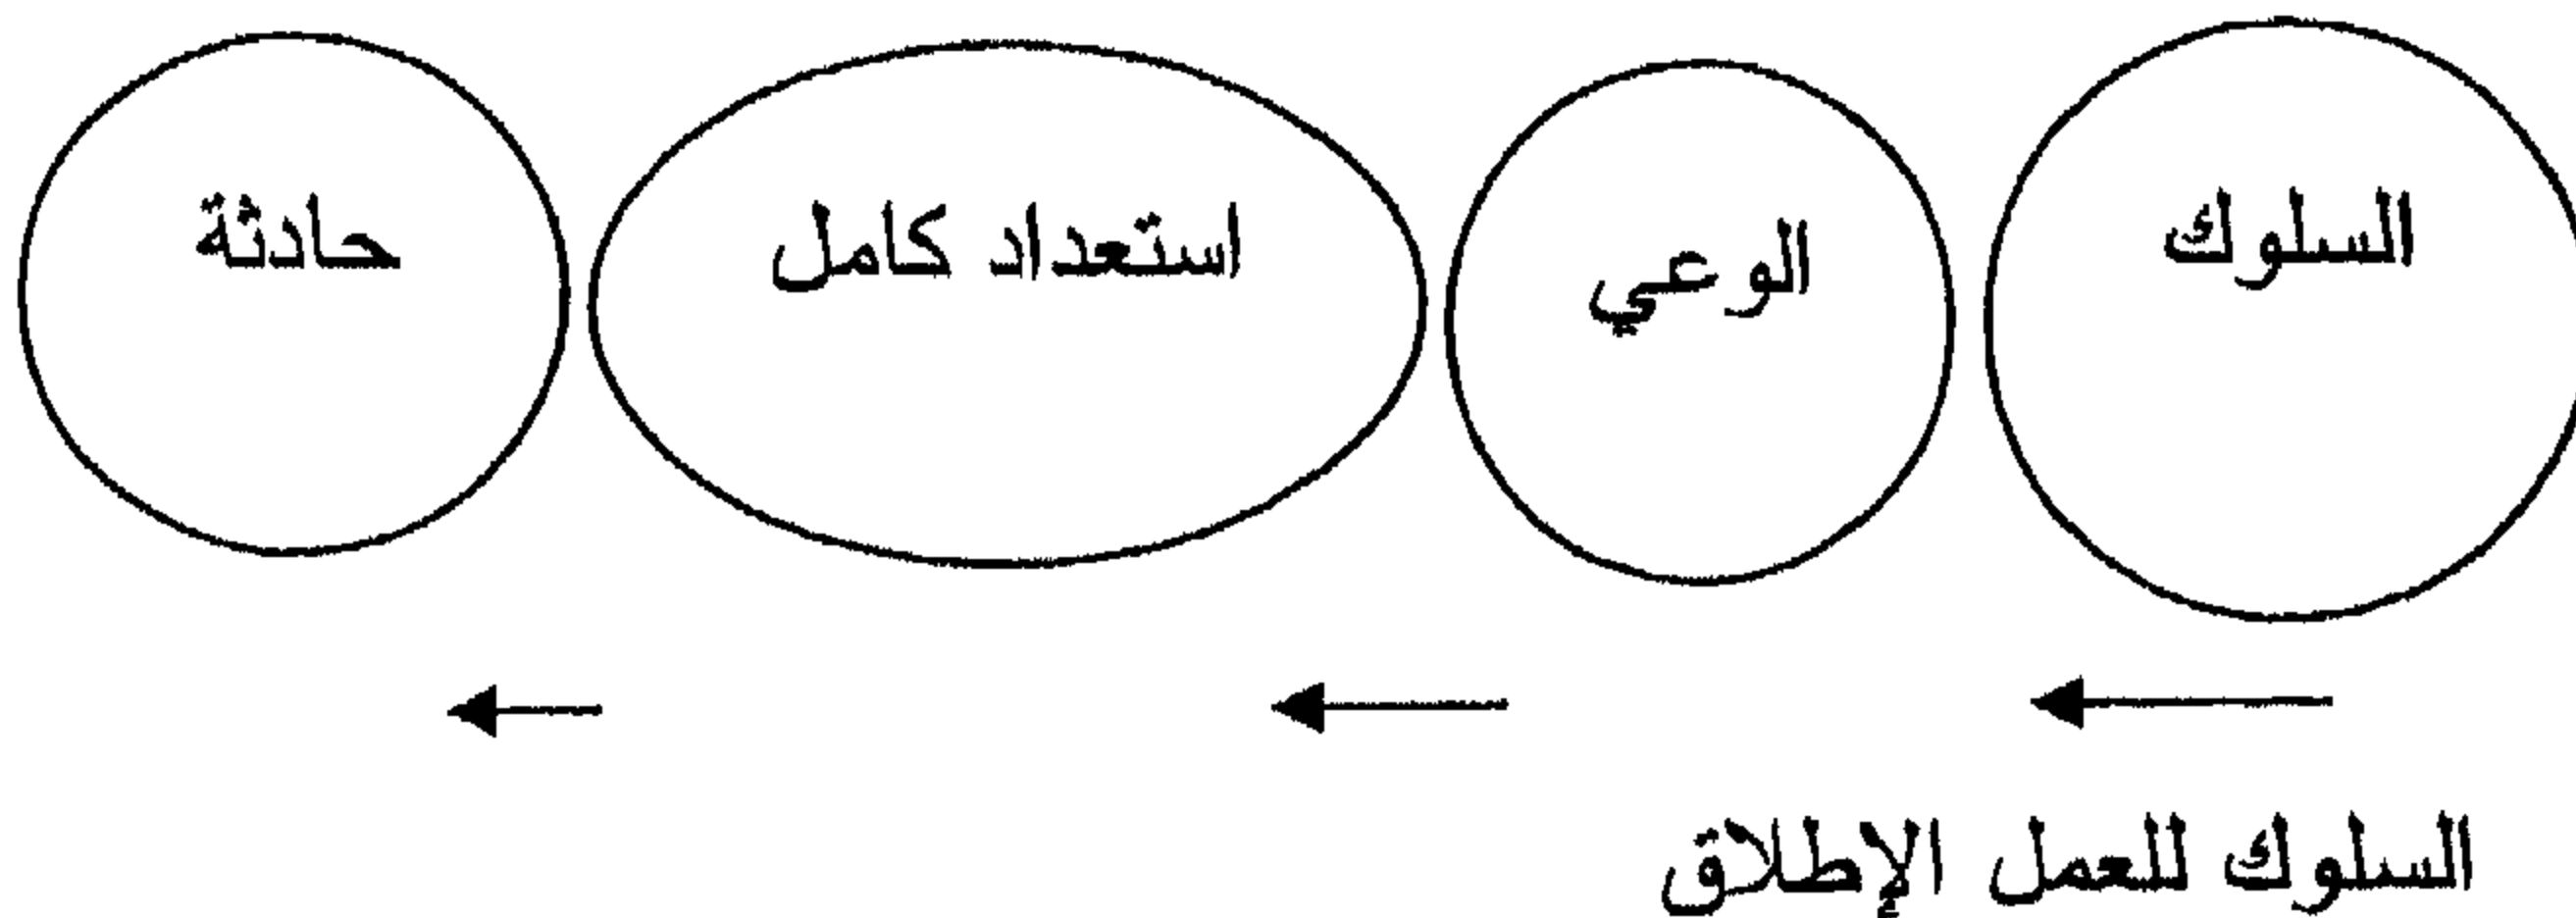 السلوك
الوعي
استعداد كامل
حادثة
السلوك للعمل الإطلاق